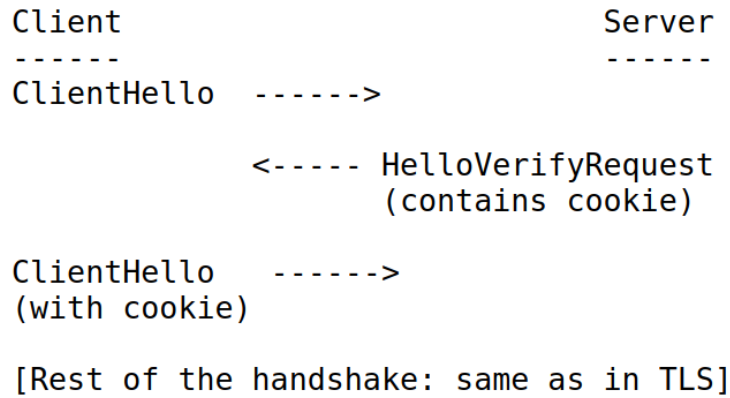 Client Server
------ ------
ClientHello ------>
<----- HelloVerifyRequest
(contains cookie)
ClientHello ------>
(with cookie)
[Rest of the handshake: same as in TLS]